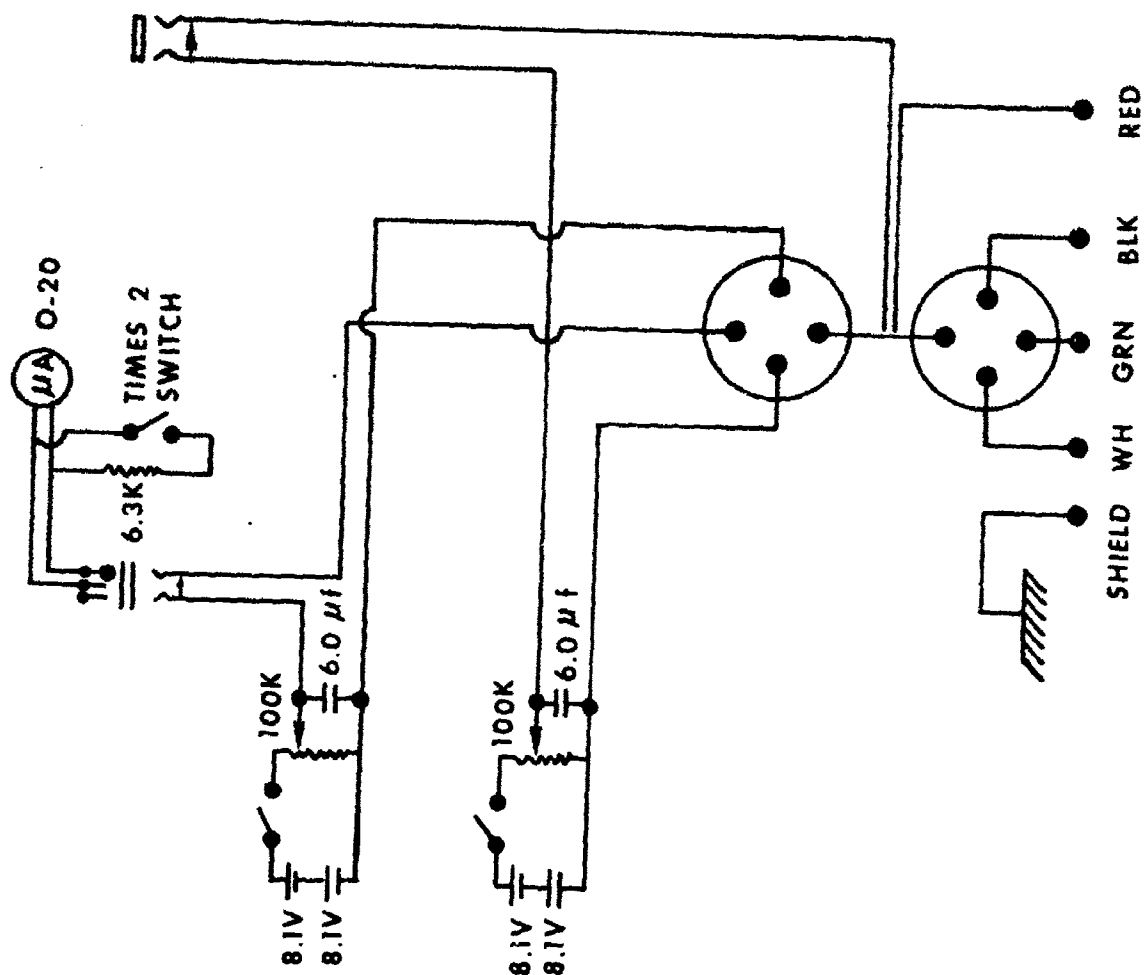 µA 0-20
TIMES 2
SWITCH
6.3K
100K
6.0 µf
8.1V
8.1V
100K
6.0 µf
8.1V
8.1V
SHIELD
WH
GRN
BLK
RED